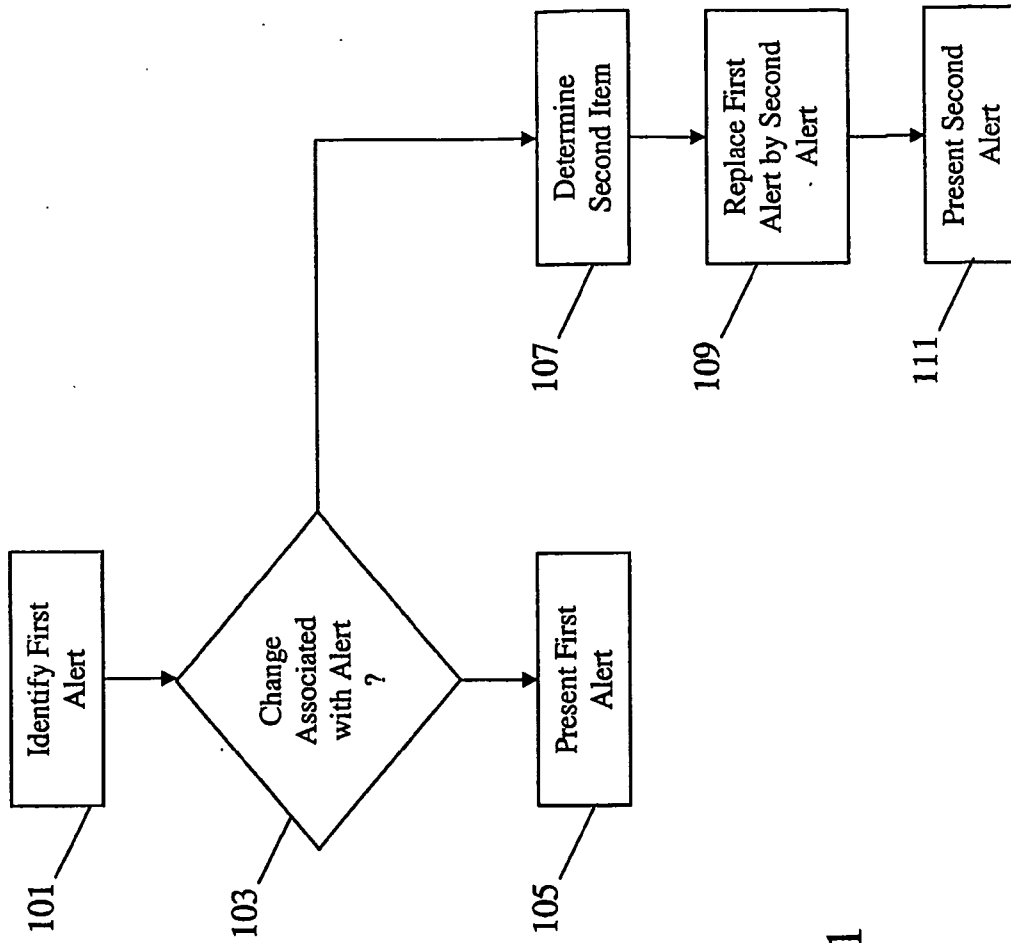 101
Identify First
Alert
103
Change
Associated
with Alert
?
105
Present First
Alert
107
Determine
Second Item
109
Replace First
Alert by Second
Alert
111
Present Second
Alert
1